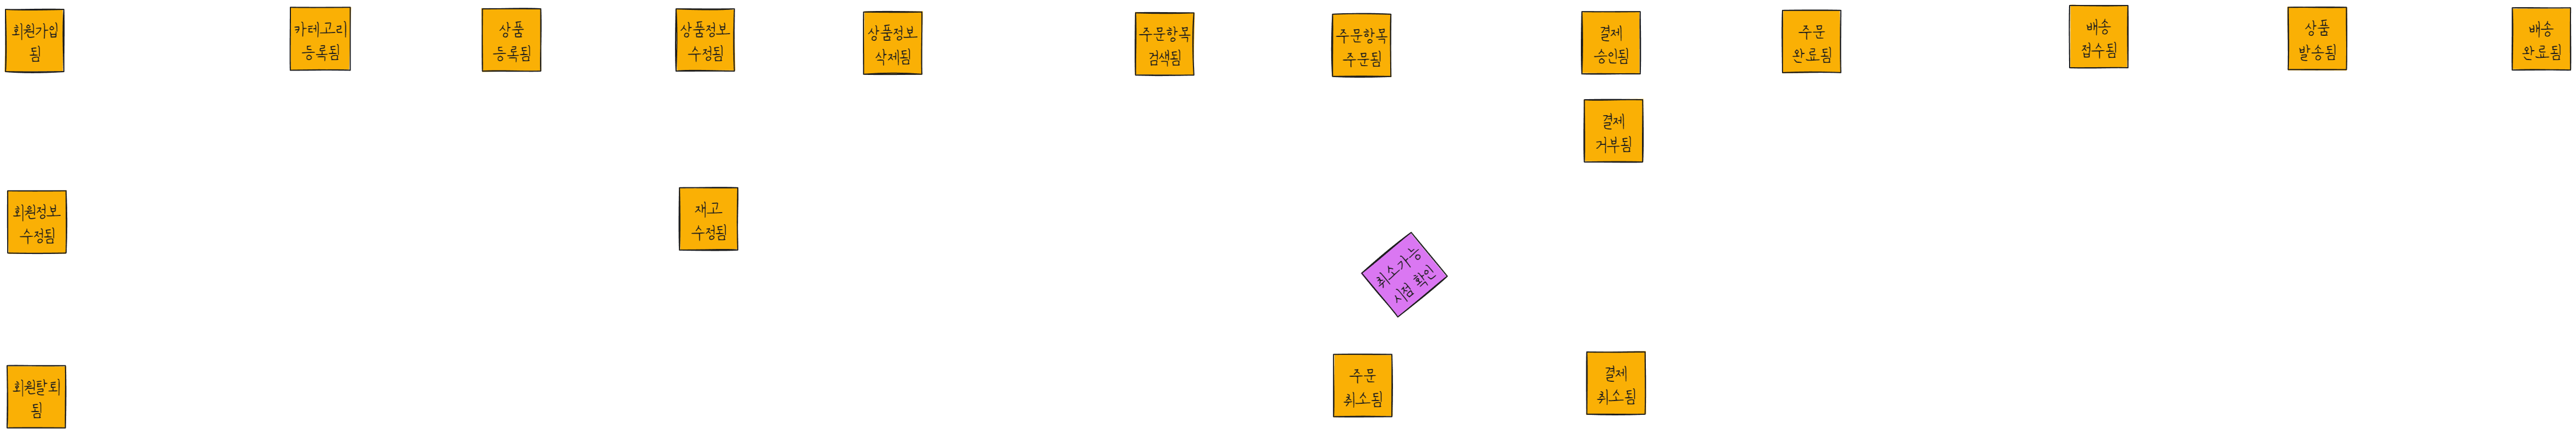 회원가입
됨
카테고리
등록됨
상품
등록됨
상품정보
수정됨
상품정보
삭제됨
주문항목
검색됨
주문항목
주문됨
결제
승인됨
주문
완료됨
배송
접수됨
상품
발송됨
배송
완료됨
결제
거부됨
회원정보
수정됨
재고
수정됨
취소가능
시점 확인
회원탈퇴
됨
주문
취소됨
결제
취소됨